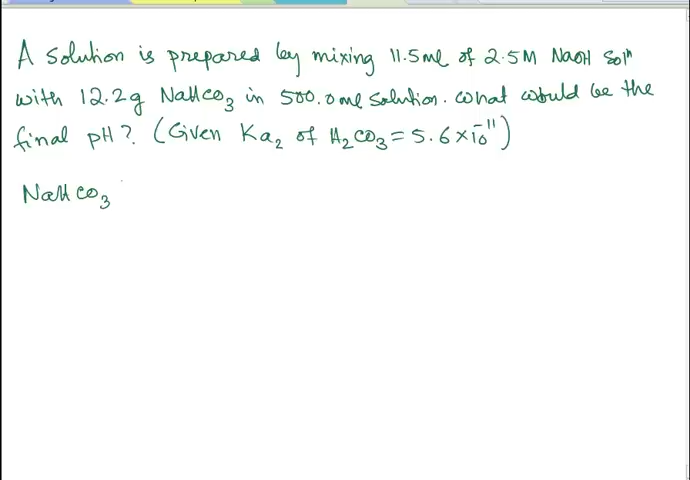 A solution is prepared by mixing 11.5ml of 2.5M NaOH Solⁿ
with 12.2g NaHCO₃ in 500.0ml solution. What would be the
final pH? (Given Ka₂ of H₂CO₃ = 5.6×10⁻¹¹)
NaHCO₃